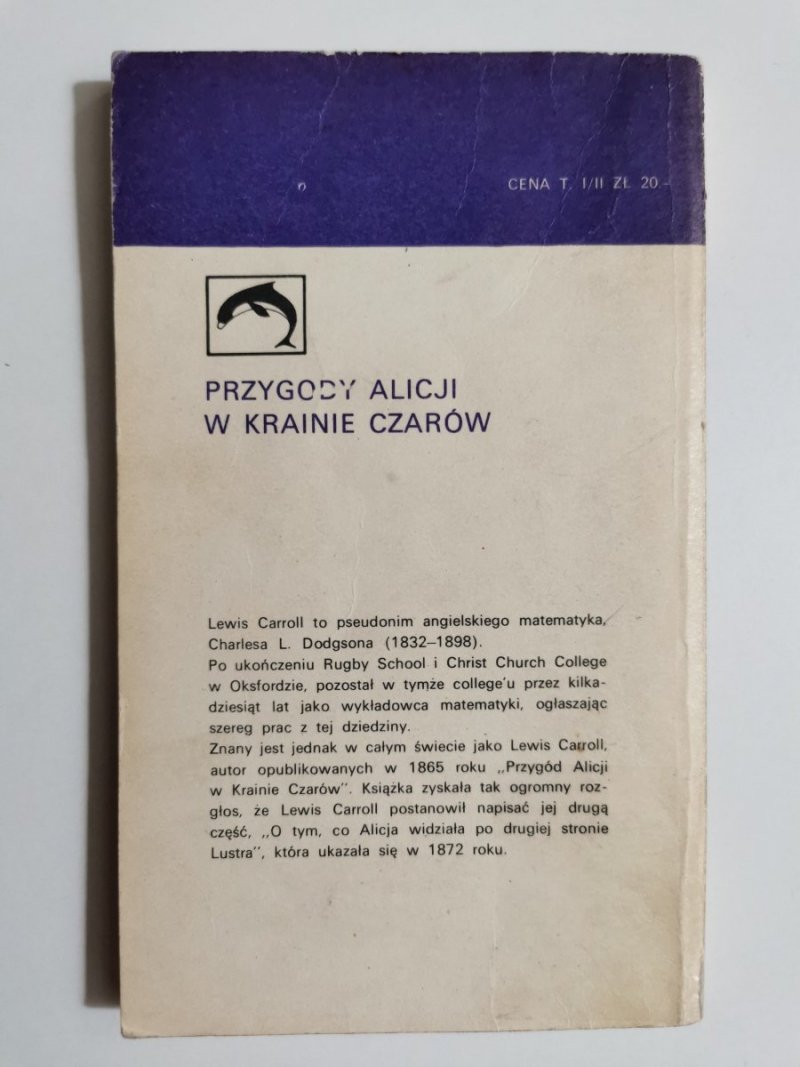 CENA T. I/II ZŁ 20.-
PRZYGODY ALICJI
W KRAINIE CZARÓW
Lewis Carroll to pseudonim angielskiego matematyka,
Charlesa L. Dodgsona (1832–1898).
Po ukończeniu Rugby School i Christ Church College
w Oksfordzie, pozostał w tymże college'u przez kilka-
dziesiąt lat jako wykładowca matematyki, ogłaszając
szereg prac z tej dziedziny.
Znany jest jednak w całym świecie jako Lewis Carroll,
autor opublikowanych w 1865 roku „Przygód Alicji
w Krainie Czarów". Książka zyskała tak ogromny roz-
głos, że Lewis Carroll postanowił napisać jej drugą
część, „O tym, co Alicja widziała po drugiej stronie
Lustra", która ukazała się w 1872 roku.